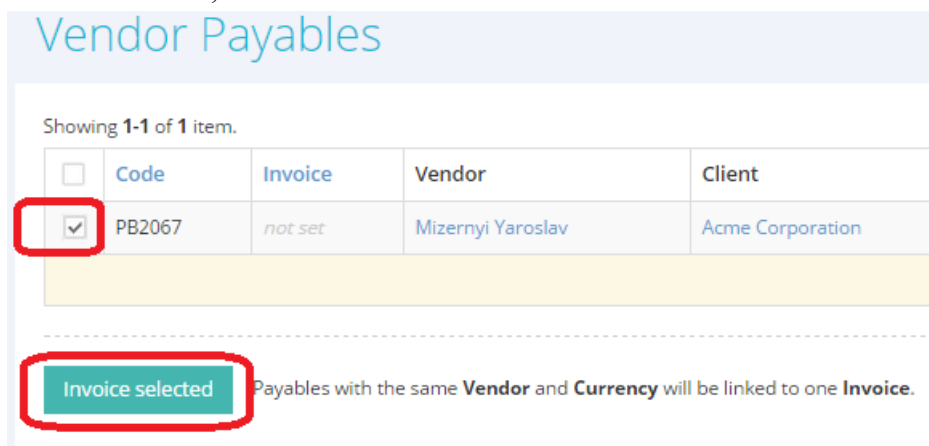 Vendor Payables
Showing 1-1 of 1 item.
Code Invoice Vendor Client
PB2067 not set Mizernyi Yaroslav Acme Corporation
Invoice selected Payables with the same Vendor and Currency will be linked to one Invoice.